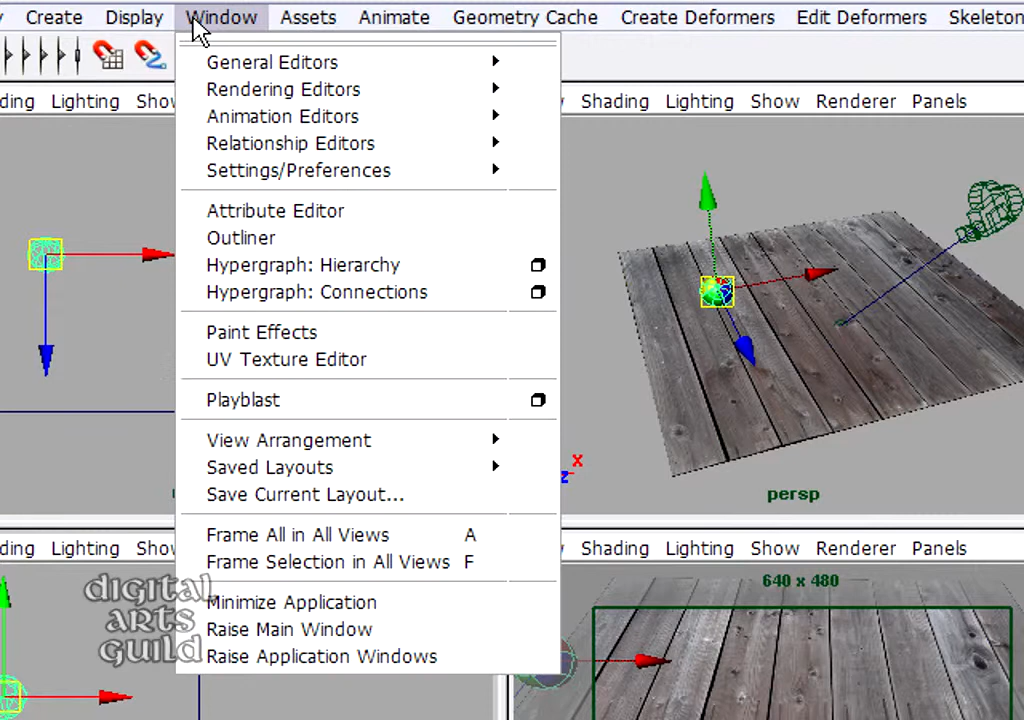 Create Display Window Assets Animate Geometry Cache Create Deformers Edit Deformers Skeleton
Lighting
Shading Lighting Show Renderer Panels
General Editors
Rendering Editors
Animation Editors
Relationship Editors
Settings/Preferences
Attribute Editor
Outliner
Hypergraph: Hierarchy
Hypergraph: Connections
Paint Effects
UV Texture Editor
Playblast
View Arrangement
Saved Layouts
Save Current Layout...
Frame All in All Views A
Frame Selection in All Views F
Minimize Application
Raise Main Window
Raise Application Windows
x
z
persp
Lighting
Shading Lighting Show Renderer Panels
640 x 480
digital
arts
guild